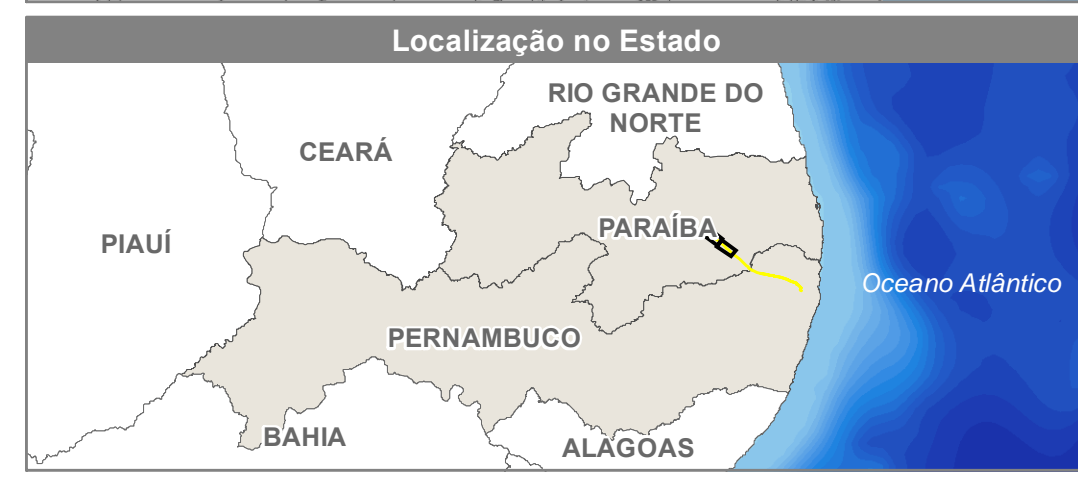 Localização no Estado
RIO GRANDE DO
NORTE
CEARÁ
PARAÍBA
PIAUÍ
Oceano Atlântico
PERNAMBUCO
BAHIA
ALAGOAS